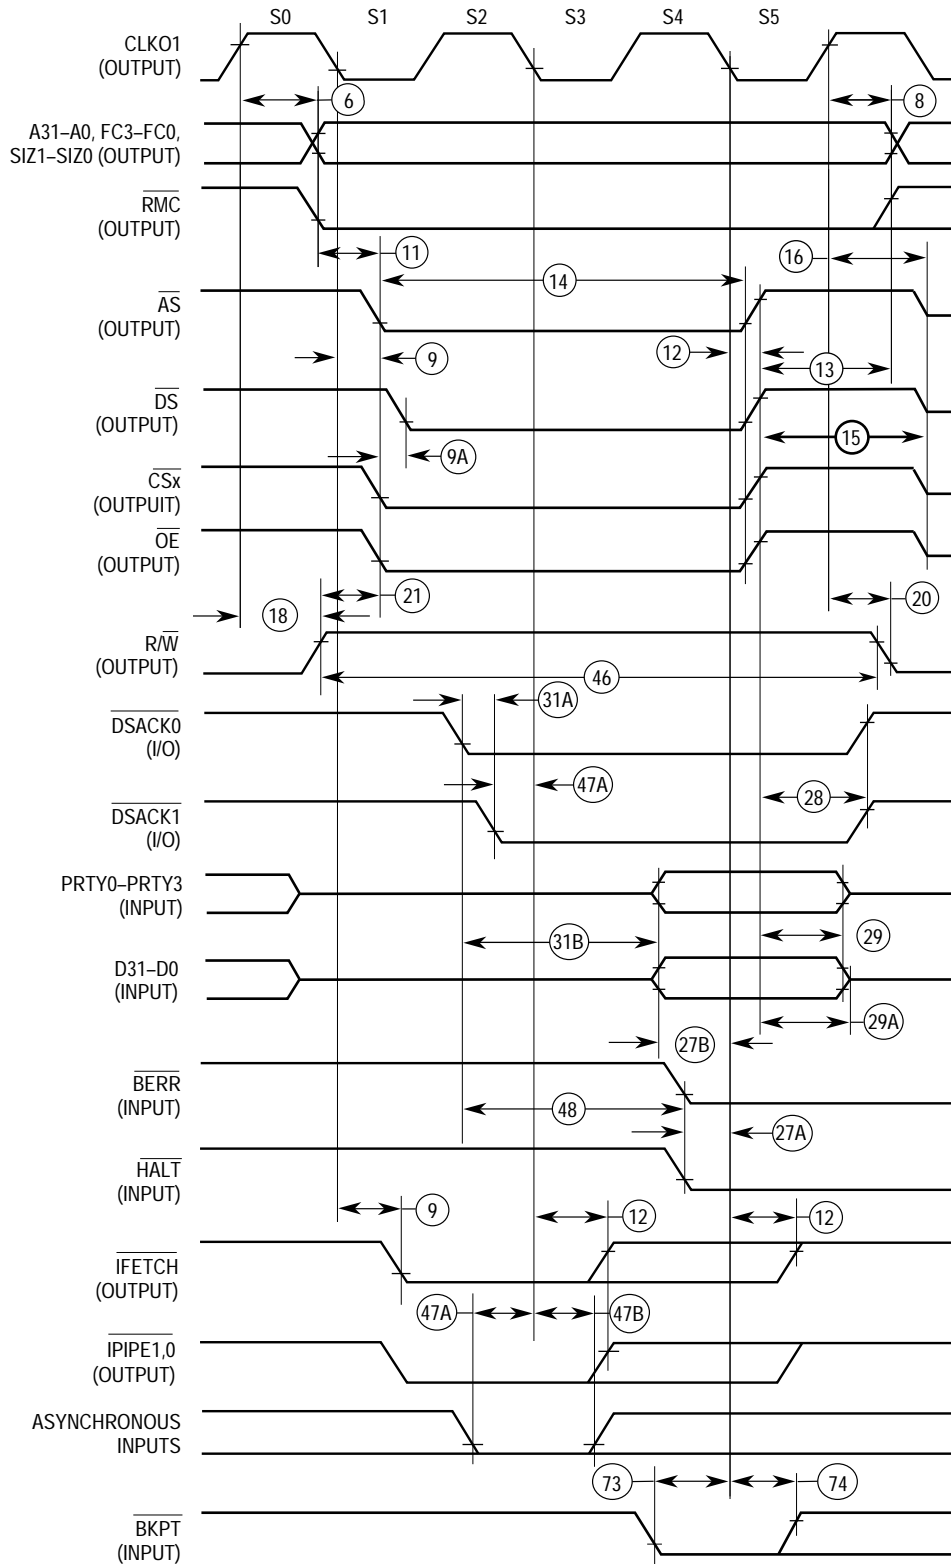 S0 S1 S2 S3 S4 S5
CLKO1
(OUTPUT)
6 8
A31–A0, FC3–FC0,
SIZ1–SIZ0 (OUTPUT)
RMC
(OUTPUT)
11 16
14
AS
(OUTPUT)
9 12 13
DS
(OUTPUT)
9A 15
CSx
(OUTPUIT)
OE
(OUTPUT)
21 20
18
R/W
(OUTPUT)
46
31A
DSACK0
(I/O)
47A 28
DSACK1
(I/O)
PRTY0–PRTY3
(INPUT)
31B 29
D31–D0
(INPUT)
29A
27B
BERR
(INPUT)
48
27A
HALT
(INPUT)
9 12 12
IFETCH
(OUTPUT)
47A 47B
IPIPE1,0
(OUTPUT)
ASYNCHRONOUS
INPUTS
73 74
BKPT
(INPUT)